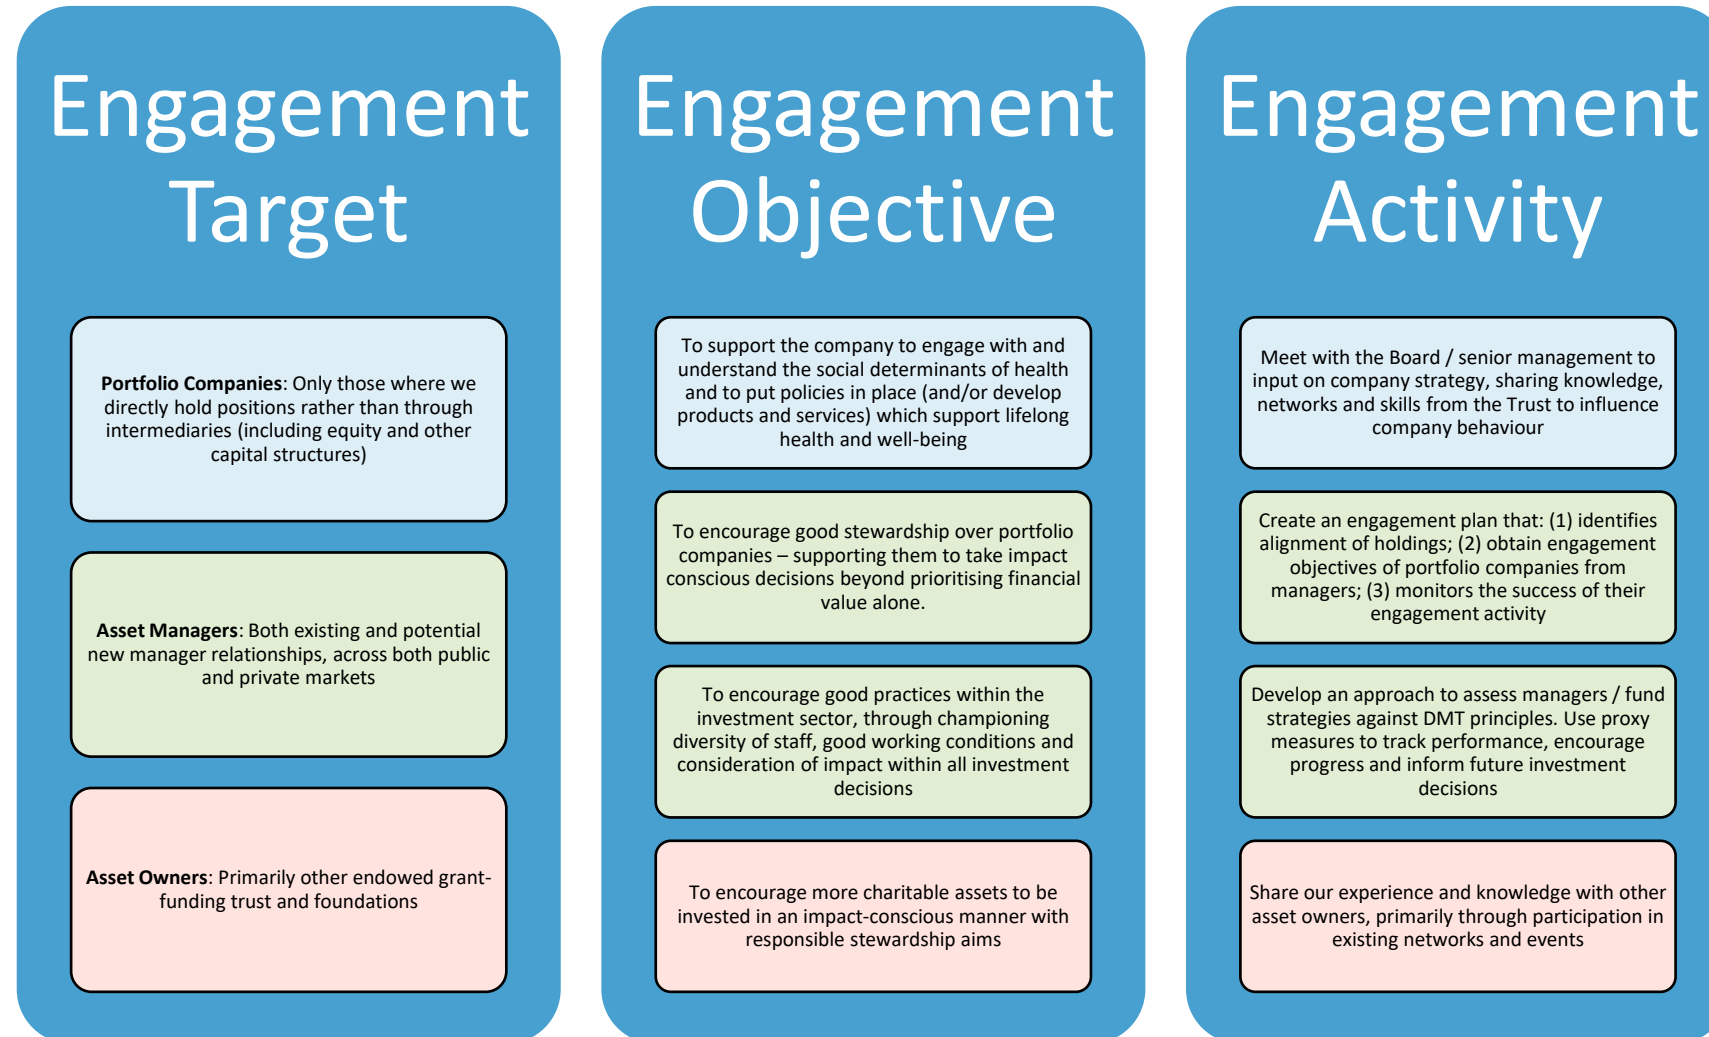 Engagement
Target
Portfolio Companies: Only those where we
directly hold positions rather than through
intermediaries (including equity and other
capital structures)
Asset Managers: Both existing and potential
new manager relationships, across both public
and private markets
Asset Owners: Primarily other endowed grant-
funding trust and foundations
Engagement
Objective
To support the company to engage with and
understand the social determinants of health
and to put policies in place (and/or develop
products and services) which support lifelong
health and well-being
To encourage good stewardship over portfolio
companies – supporting them to take impact
conscious decisions beyond prioritising financial
value alone.
To encourage good practices within the
investment sector, through championing
diversity of staff, good working conditions and
consideration of impact within all investment
decisions
To encourage more charitable assets to be
invested in an impact-conscious manner with
responsible stewardship aims
Engagement
Activity
Meet with the Board / senior management to
input on company strategy, sharing knowledge,
networks and skills from the Trust to influence
company behaviour
Create an engagement plan that: (1) identifies
alignment of holdings; (2) obtain engagement
objectives of portfolio companies from
managers; (3) monitors the success of their
engagement activity
Develop an approach to assess managers / fund
strategies against DMT principles. Use proxy
measures to track performance, encourage
progress and inform future investment
decisions
Share our experience and knowledge with other
asset owners, primarily through participation in
existing networks and events